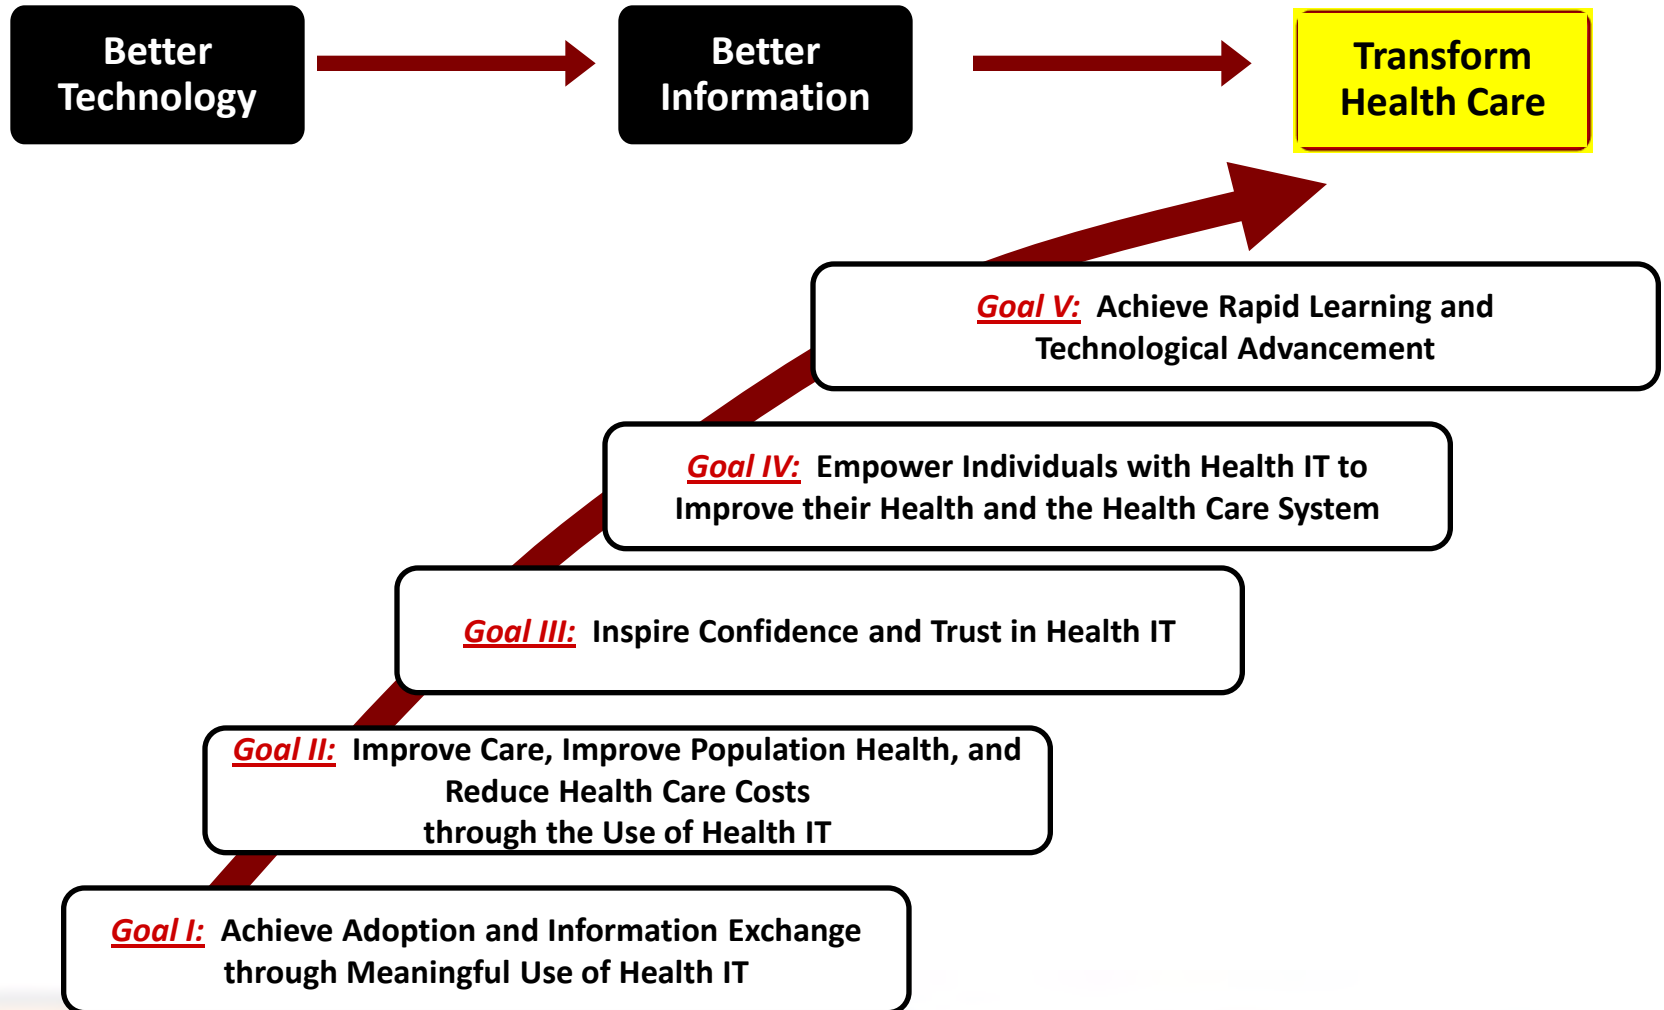 Better
Technology
Better
Information
Transform
Health Care
Goal V: Achieve Rapid Learning and
Technological Advancement
Goal IV: Empower Individuals with Health IT to
Improve their Health and the Health Care System
Goal III: Inspire Confidence and Trust in Health IT
Goal II: Improve Care, Improve Population Health, and
Reduce Health Care Costs
through the Use of Health IT
Goal I: Achieve Adoption and Information Exchange
through Meaningful Use of Health IT